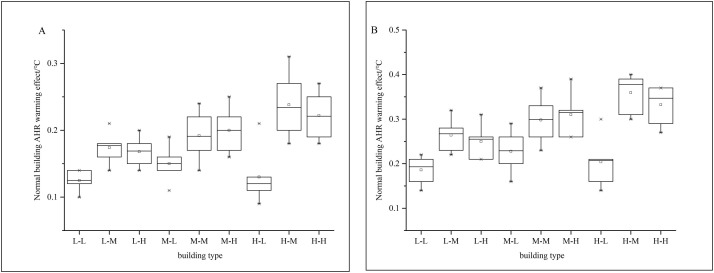 A
Normal building AHR warming effect/°C
0.3
0.2
0.1
L-L L-M L-H M-L M-M M-H H-L H-M H-H
building type
B
Normal building AHR warming effect/°C
0.5
0.4
0.3
0.2
0.1
L-L L-M L-H M-L M-M M-H H-L H-M H-H
building type